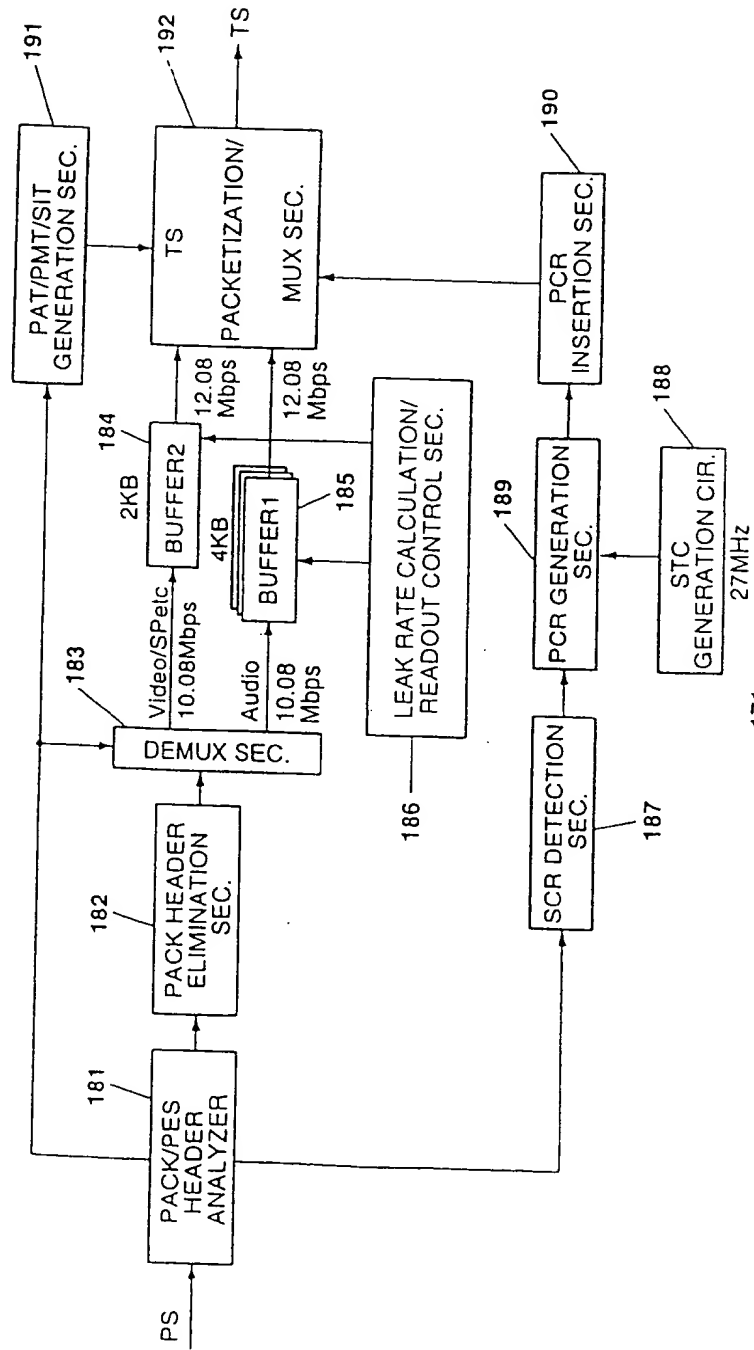 PS
181
PACK/PES
HEADER
ANALYZER
182
PACK HEADER
ELIMINATION
SEC.
183
DEMUX SEC.
Video/SPetc
10.08Mbps
Audio
10.08
Mbps
2KB
184
BUFFER2
4KB
BUFFER1
185
12.08
Mbps
12.08
Mbps
PAT/PMT/SIT
GENERATION SEC.
191
TS
PACKETIZATION/
MUX SEC.
192
TS
186
LEAK RATE CALCULATION/
READOUT CONTROL SEC.
SCR DETECTION
SEC.
187
189
PCR GENERATION
SEC.
STC
GENERATION CIR.
27MHz
188
PCR
INSERTION SEC.
190